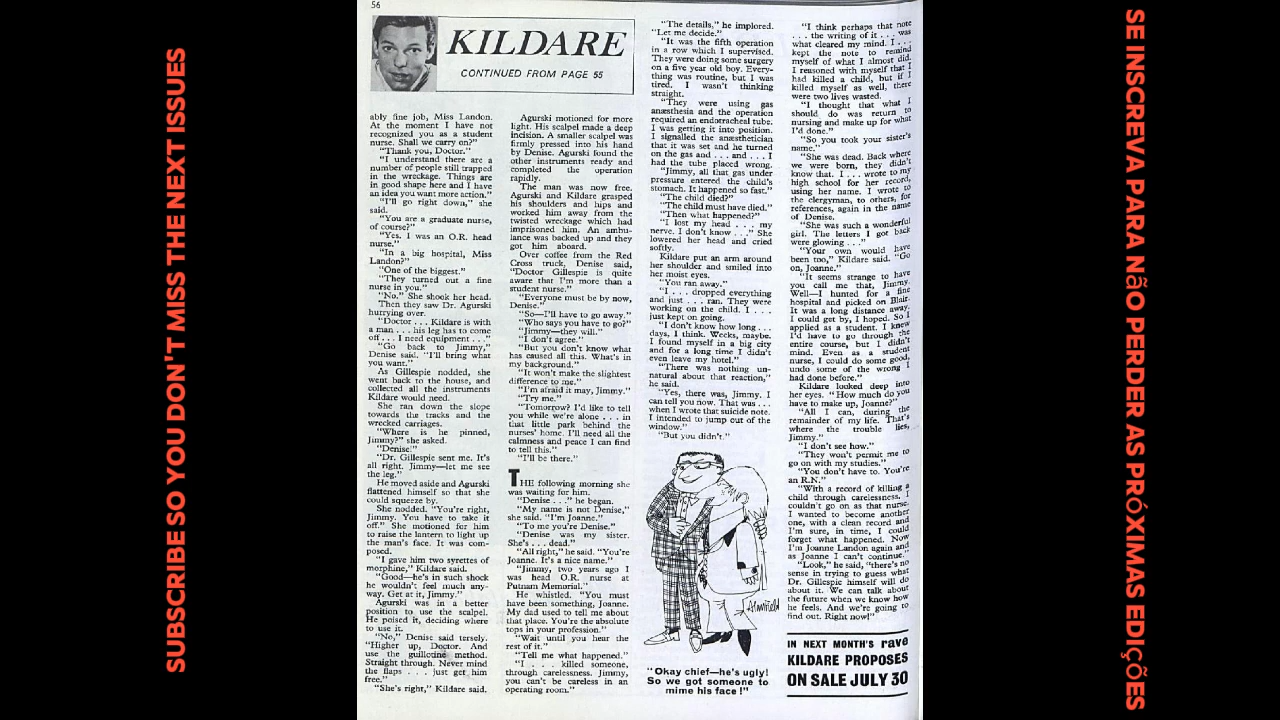 SUBSCRIBE SO YOU DON'T MISS THE NEXT ISSUES
56
KILDARE
CONTINUED FROM PAGE 55
ably fine job, Miss Landon.
At the moment I have not
recognized you as a student
nurse. Shall we carry on?"
"Thank you, Doctor."
"I understand there are a
number of people still trapped
in the wreckage. Things are
in good shape here and I have
an idea you want more action."
"I'll go right down," she
said.
"You are a graduate nurse,
of course?"
"Yes. I was an O.R. head
nurse."
"In a big hospital, Miss
Landon?"
"One of the biggest."
"They turned out a fine
nurse in you."
"No." She shook her head.
Then they saw Dr. Agurski
hurrying over.
"Doctor . . . Kildare is with
a man . . . his leg has to come
off . . . I need equipment . . ."
"Go back to Jimmy,"
Denise said. "I'll bring what
you want."
As Gillespie nodded, she
went back to the house, and
collected all the instruments
Kildare would need.
She ran down the slope
towards the tracks and the
wrecked carriages.
"Where is he pinned,
Jimmy?" she asked.
"Denise!"
"Dr. Gillespie sent me. It's
all right. Jimmy—let me see
the leg."
He moved aside and Agurski
flattened himself so that she
could squeeze by.
She nodded. "You're right,
Jimmy. You have to take it
off." She motioned for him
to raise the lantern to light up
the man's face. It was com-
posed.
"I gave him two syrettes of
morphine," Kildare said.
"Good—he's in such shock
he wouldn't feel much any-
way. Get at it, Jimmy."
Agurski was in a better
position to use the scalpel.
He poised it, deciding where
to use it.
"No," Denise said tersely.
"Higher up, Doctor. And
use the guillotine method.
Straight through. Never mind
the flaps . . . just get him
free."
"She's right," Kildare said.
Agurski motioned for more
light. His scalpel made a deep
incision. A smaller scalpel was
firmly pressed into his hand
by Denise. Agurski found the
other instruments ready and
completed the operation
rapidly.
The man was now free.
Agurski and Kildare grasped
his shoulders and hips and
worked him away from the
twisted wreckage which had
imprisoned him. An ambu-
lance was backed up and they
got him aboard.
Over coffee from the Red
Cross truck, Denise said,
"Doctor Gillespie is quite
aware that I'm more than a
student nurse."
"Everyone must be by now,
Denise."
"So—I'll have to go away."
"Who says you have to go?"
"Jimmy—they will."
"I don't agree."
"But you don't know what
has caused all this. What's in
my background."
"It won't make the slightest
difference to me."
"I'm afraid it may, Jimmy."
"Try me."
"Tomorrow? I'd like to tell
you while we're alone . . . in
that little park behind the
nurses' home. I'll need all the
calmness and peace I can find
to tell this."
"I'll be there."
THE following morning she
was waiting for him.
"Denise . . ." he began.
"My name is not Denise,"
she said. "I'm Joanne."
"To me you're Denise."
"Denise was my sister.
She's . . . dead."
"All right," he said. "You're
Joanne. It's a nice name."
"Jimmy, two years ago I
was head O.R. nurse at
Putnam Memorial."
He whistled. "You must
have been something, Joanne.
My dad used to tell me about
that place. You're the absolute
tops in your profession."
"Wait until you hear the
rest of it."
"Tell me what happened."
"I . . . . killed someone,
through carelessness. Jimmy,
you can't be careless in an
operating room."
"The details," he implored.
"Let me decide."
"It was the fifth operation
in a row which I supervised.
They were doing some surgery
on a five year old boy. Every-
thing was routine, but I was
tired. I wasn't thinking
straight.
"They were using gas
anæsthesia and the operation
required an endotracheal tube.
I was getting it into position.
I signalled the anæsthetician
that it was set and he turned
on the gas and . . . and . . . I
had the tube placed wrong.
"Jimmy, all that gas under
pressure entered the child's
stomach. It happened so fast."
"The child died?"
"The child must have died."
"Then what happened?"
"I lost my head . . . my
nerve. I don't know . . ." She
lowered her head and cried
softly.
Kildare put an arm around
her shoulder and smiled into
her moist eyes.
"You ran away."
"I . . . dropped everything
and just . . . ran. They were
working on the child. I . . .
just kept on going.
"I don't know how long . . .
days, I think. Weeks, maybe.
I found myself in a big city
and for a long time I didn't
even leave my hotel."
"There was nothing un-
natural about that reaction,"
he said.
"Yes, there was, Jimmy. I
can tell you now. That was . . .
when I wrote that suicide note.
I intended to jump out of the
window."
"But you didn't."
"Okay chief—he's ugly!
So we got someone to
mime his face!"
"I think perhaps that note
. . . the writing of it . . . was
what cleared my mind. I . . .
kept the note to remind
myself of what I almost did.
I reasoned with myself that I
had killed a child, but if I
killed myself as well, there
were two lives wasted.
"I thought that what I
should do was return to
nursing and make up for what
I'd done."
"So you took your sister's
name."
"She was dead. Back where
we were born, they didn't
know that. I . . . wrote to my
high school for her record,
using her name. I wrote to
the clergyman, to others, for
references, again in the name
of Denise.
"She was such a wonderful
girl. The letters I got back
were glowing . . ."
"Your own would have
been too," Kildare said. "Go
on, Joanne."
"It seems strange to have
you call me that, Jimmy.
Well—I hunted for a fine
hospital and picked on Blair.
It was a long distance away.
I could get by, I hoped. So I
applied as a student. I knew
I'd have to go through the
entire course, but I didn't
mind. Even as a student
nurse, I could do some good,
undo some of the wrong I
had done before."
Kildare looked deep into
her eyes. "How much do you
have to make up, Joanne?"
"All I can, during the
remainder of my life. That's
where the trouble lies,
Jimmy."
"I don't see how."
"They won't permit me to
go on with my studies."
"You don't have to. You're
an R.N."
"With a record of killing a
child through carelessness. I
couldn't go on as that nurse.
I wanted to become another
one, with a clean record and
I'm sure, in time, I could
forget what happened. Now
I'm Joanne Landon again and
as Joanne I can't continue."
"Look," he said, "there's no
sense in trying to guess what
Dr. Gillespie himself will do
about it. We can talk about
the future when we know how
he feels. And we're going to
find out. Right now!"
IN NEXT MONTH'S rave
KILDARE PROPOSES
ON SALE JULY 30
SE INSCREVA PARA NãO PERDER AS PRÓXIMAS EDIÇÕES